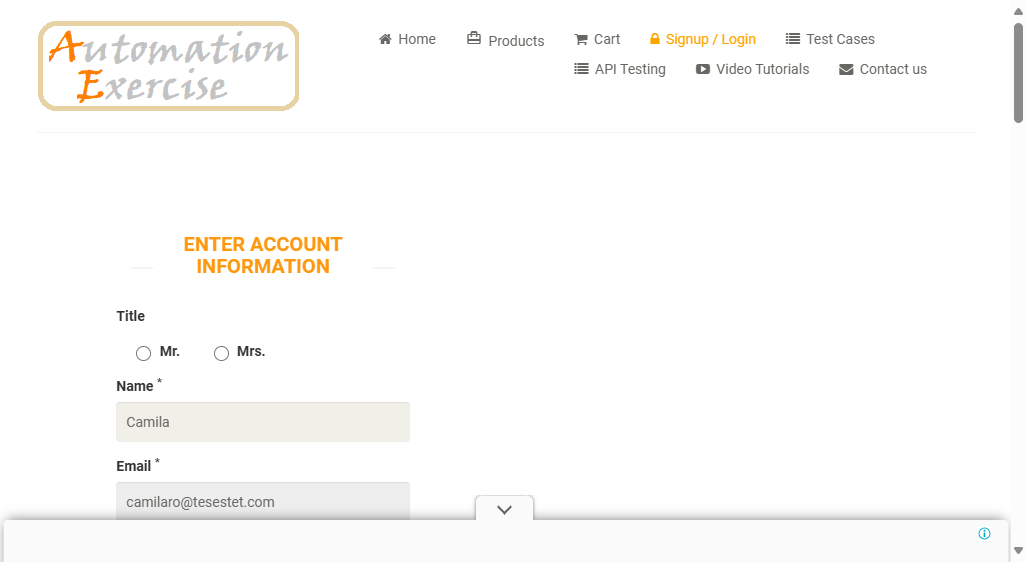 Automation
Exercise
Home
Products
Cart
Signup / Login
Test Cases
API Testing
Video Tutorials
Contact us
ENTER ACCOUNT
INFORMATION
Title
Mr.
Mrs.
Name *
Camila
Email *
camilaro@tesestet.com